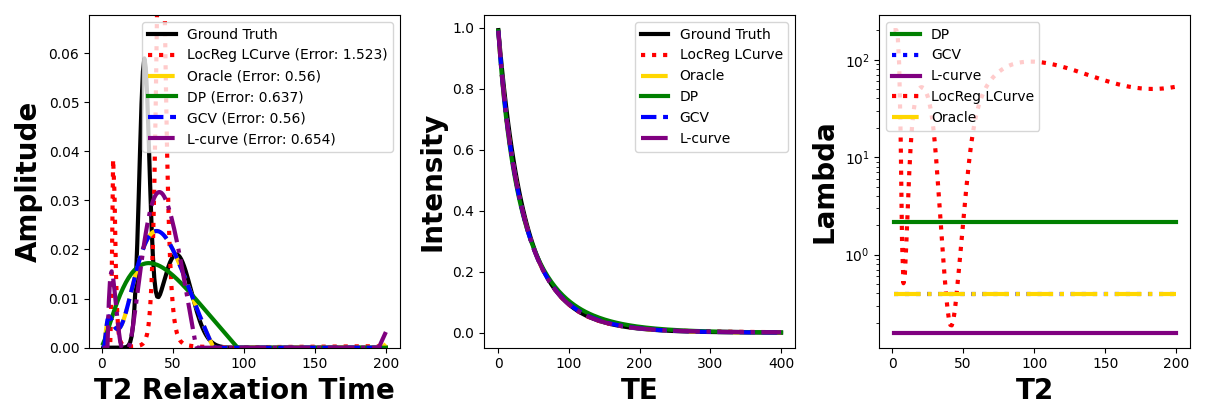 Amplitude
0.06
0.05
0.04
0.03
0.02
0.01
0.00
0
50
100
150
200
T2 Relaxation Time
Ground Truth
LocReg LCurve (Error: 1.523)
Oracle (Error: 0.56)
DP (Error: 0.637)
GCV (Error: 0.56)
L-curve (Error: 0.654)
Intensity
1.0
0.8
0.6
0.4
0.2
0.0
0
100
200
300
400
TE
Ground Truth
LocReg LCurve
Oracle
DP
GCV
L-curve
Lambda
10²
10¹
10⁰
0
50
100
150
200
T2
DP
GCV
L-curve
LocReg LCurve
Oracle